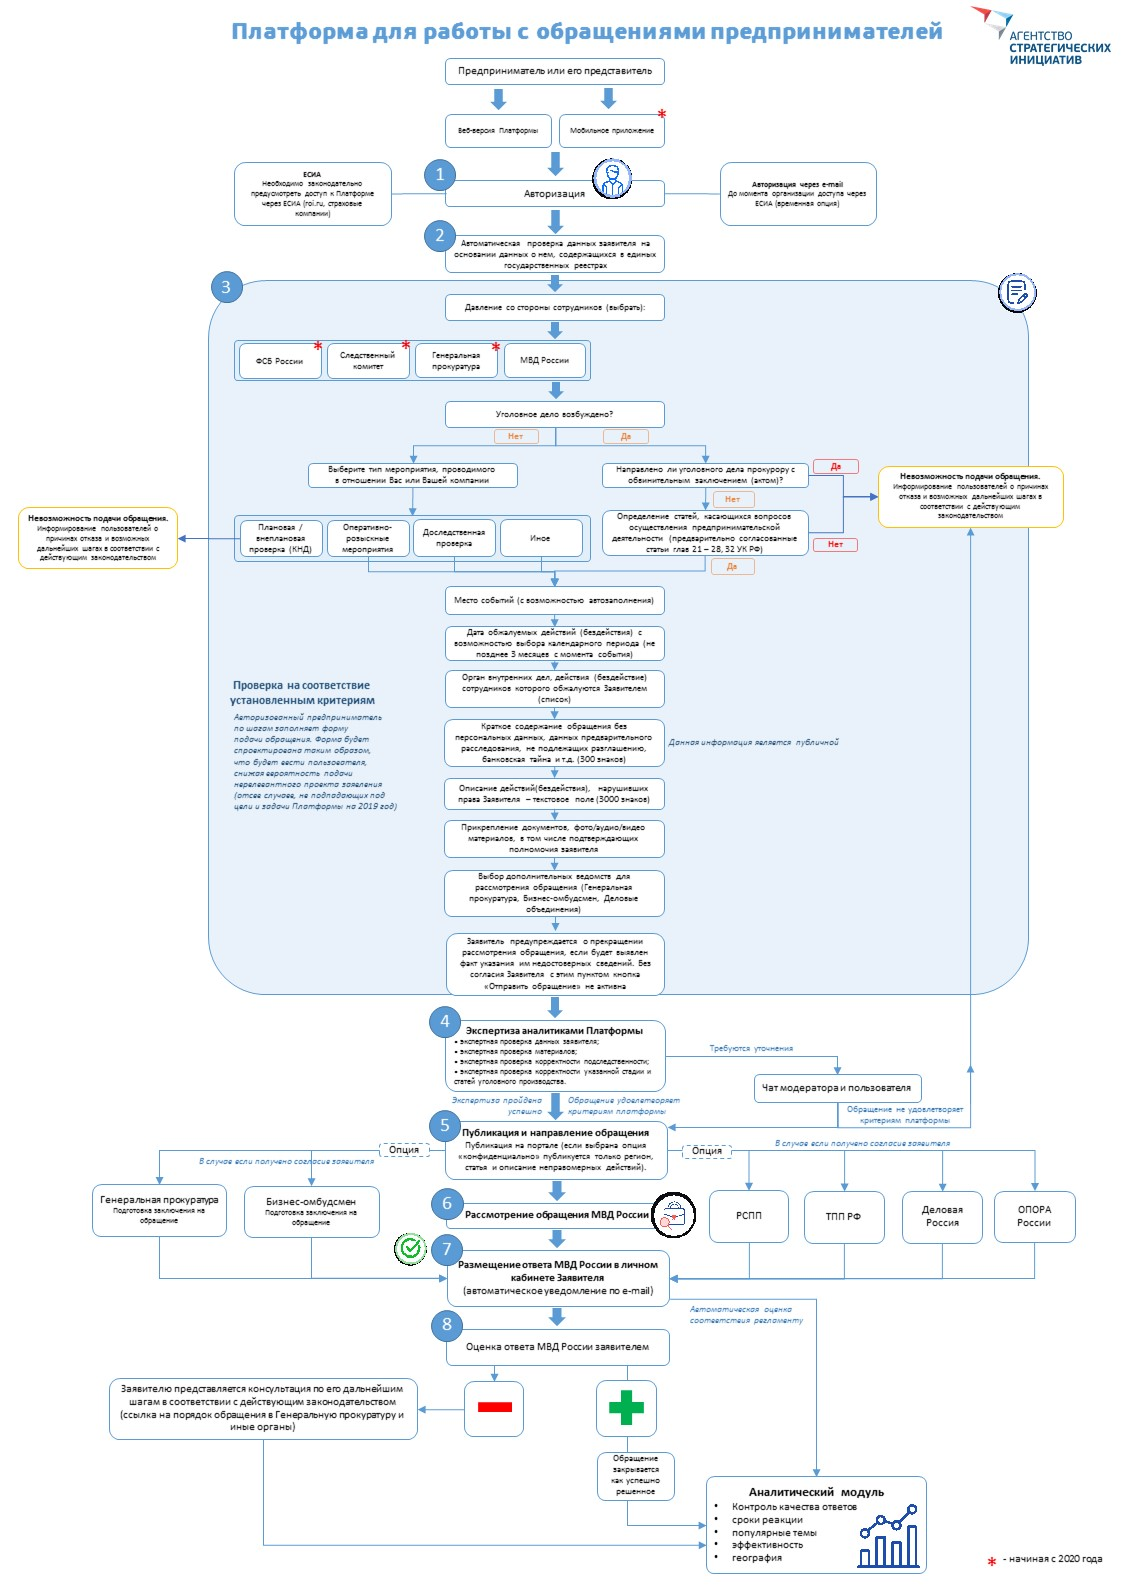 Платформа для работы с обращениями предпринимателей
АГЕНТСТВО
СТРАТЕГИЧЕСКИХ
ИНИЦИАТИВ
Предприниматель или его представитель
Веб-версия Платформы
Мобильное приложение
*
1
Авторизация
ЕСИА
Необходимо законодательно
предусмотреть доступ к Платформе
через ЕСИА (roi.ru, страховые
компании)
Авторизация через e-mail
До момента организации доступа через
ЕСИА (временная опция)
2
Автоматическая проверка данных заявителя на
основании данных о нем, содержащихся в единых
государственных реестрах
3
Давление со стороны сотрудников (выбрать):
ФСБ России
*
Следственный
комитет
*
Генеральная
прокуратура
*
МВД России
Уголовное дело возбуждено?
Нет
Да
Выберите тип мероприятия, проводимого
в отношении Вас или Вашей компании
Направлено ли уголовного дела прокурору с
обвинительным заключением (актом)?
Да
Нет
Невозможность подачи обращения.
Информирование пользователей о причинах
отказа и возможных дальнейших шагах в
соответствии с действующим
законодательством
Невозможность подачи обращения.
Информирование пользователей о
причинах отказа и возможных
дальнейших шагах в соответствии с
действующим законодательством
Плановая /
внеплановая
проверка (КНД)
Оперативно-
розыскные
мероприятия
Доследственная
проверка
Иное
Определение статей, касающихся вопросов
осуществления предпринимательской
деятельности (предварительно согласованные
статьи глав 21 – 28, 32 УК РФ)
Нет
Да
Место событий (с возможностью автозаполнения)
Дата обжалуемых действий (бездействия) с
возможностью выбора календарного периода (не
позднее 3 месяцев с момента события)
Орган внутренних дел, действия (бездействие)
сотрудников которого обжалуются Заявителем
(список)
Проверка на соответствие
установленным критериям
Авторизованный предприниматель
по шагам заполняет форму
подачи обращения. Форма будет
спроектирована таким образом,
что будет вести пользователя,
снижая вероятность подачи
нерелевантного проекта заявления
(отсев случаев, не подпадающих под
цели и задачи Платформы на 2019 год)
Краткое содержание обращения без
персональных данных, данных предварительного
расследования, не подлежащих разглашению,
банковская тайна и т.д. (300 знаков)
Данная информация является публичной
Описание действий(бездействия), нарушивших
права Заявителя – текстовое поле (3000 знаков)
Прикрепление документов, фото/аудио/видео
материалов, в том числе подтверждающих
полномочия заявителя
Выбор дополнительных ведомств для
рассмотрения обращения (Генеральная
прокуратура, Бизнес-омбудсмен, Деловые
объединения)
Заявитель предупреждается о прекращении
рассмотрения обращения, если будет выявлен
факт указания им недостоверных сведений. Без
согласия Заявителя с этим пунктом кнопка
«Отправить обращение» не активна
4
Экспертиза аналитиками Платформы
• экспертная проверка данных заявителя;
• экспертная проверка материалов;
• экспертная проверка корректности подследственности;
• экспертная проверка корректности указанной стадии и
статей уголовного производства.
Требуются уточнения
Чат модератора и пользователя
Экспертиза пройдена
успешно
Обращение удовлетворяет
критериям платформы
Обращение не удовлетворяет
критериям платформы
5
Публикация и направление обращения
Публикация на портале (если выбрана опция
«конфиденциально» публикуется только регион,
статья и описание неправомерных действий).
Опция
В случае если получено согласие заявителя
Опция
В случае если получено согласие заявителя
Генеральная прокуратура
Подготовка заключения на
обращение
Бизнес-омбудсмен
Подготовка заключения на
обращение
6
Рассмотрение обращения МВД России
РСПП
ТПП РФ
Деловая
Россия
ОПОРА
России
7
Размещение ответа МВД России в личном
кабинете Заявителя
(автоматическое уведомление по e-mail)
Автоматическая оценка
соответствия регламенту
8
Оценка ответа МВД России заявителем
Заявителю представляется консультация по его дальнейшим
шагам в соответствии с действующим законодательством
(ссылка на порядок обращения в Генеральную прокуратуру и
иные органы)
Обращение
закрывается
как успешно
решенное
Аналитический модуль
• Контроль качества ответов
• сроки реакции
• популярные темы
• эффективность
• география
* - начиная с 2020 года